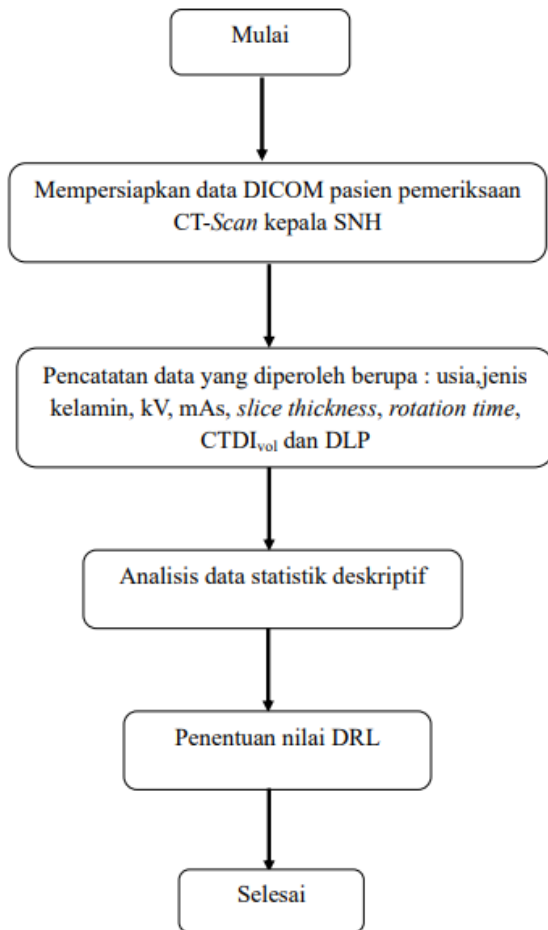 Mulai
Mempersiapkan data DICOM pasien pemeriksaan
CT-Scan kepala SNH
Pencatatan data yang diperoleh berupa : usia,jenis
kelamin, kV, mAs, slice thickness, rotation time,
CTDIvol dan DLP
Analisis data statistik deskriptif
Penentuan nilai DRL
Selesai